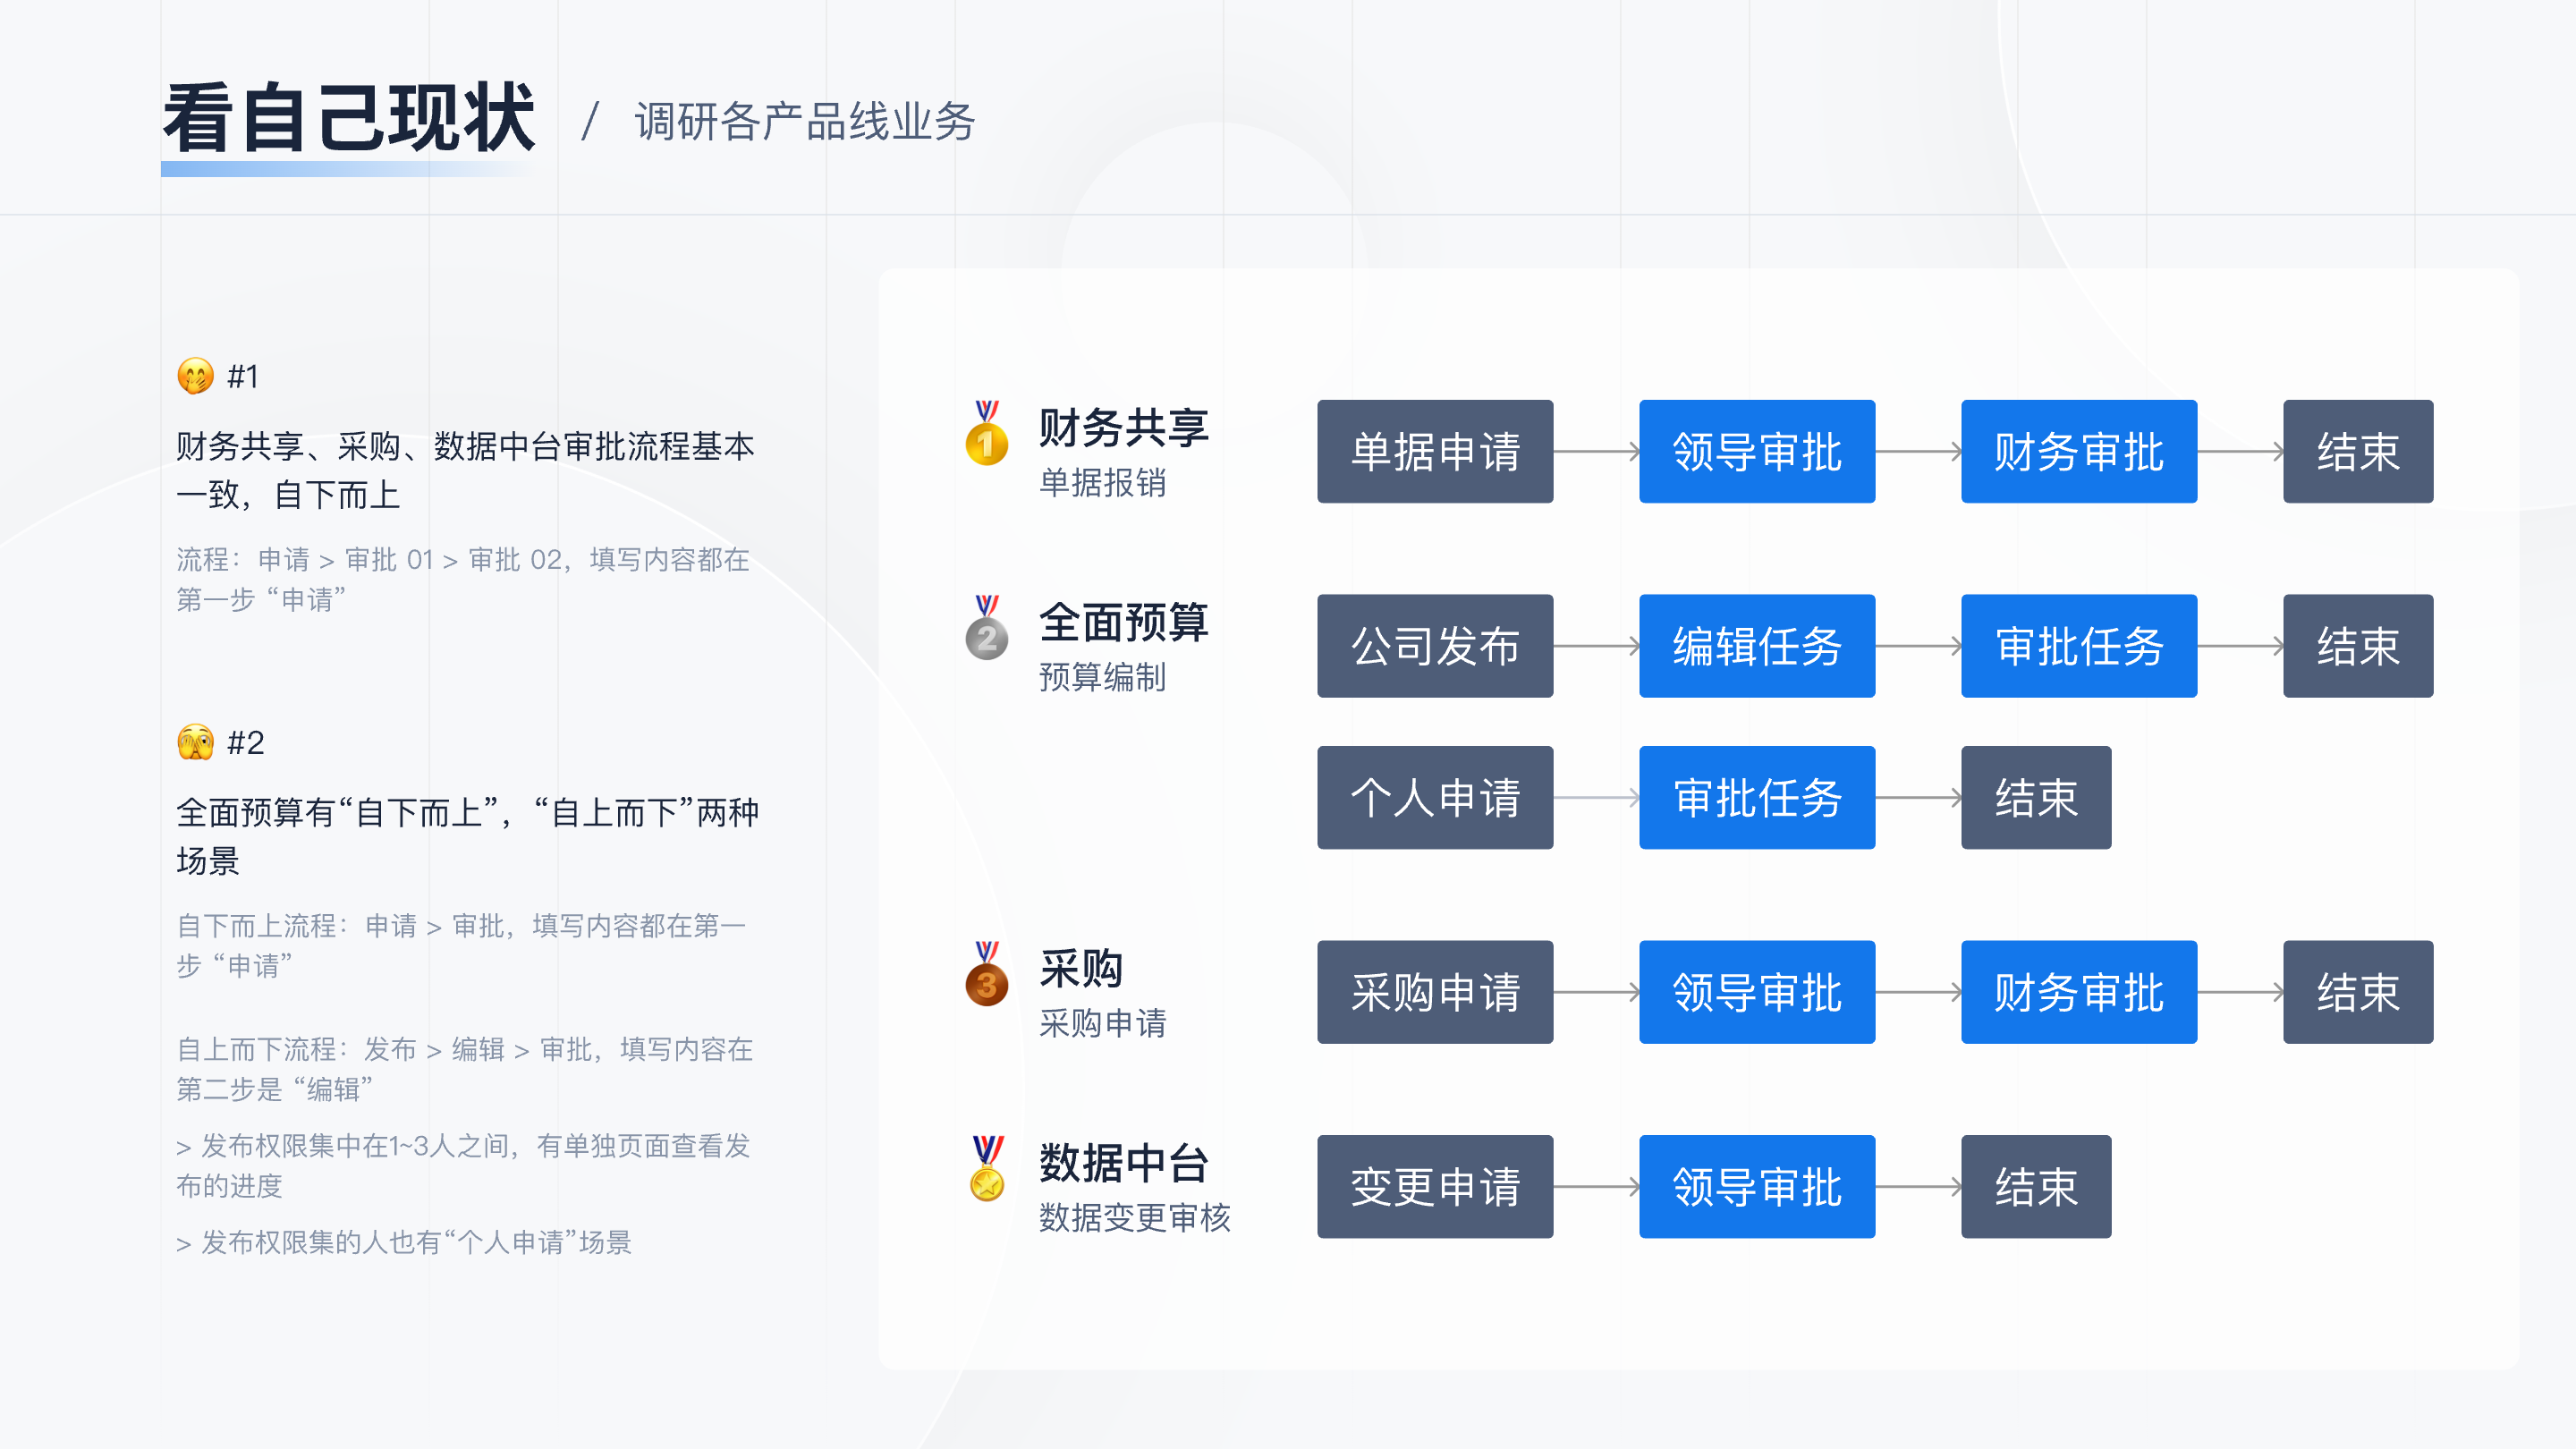 看自己现状 / 调研各产品线业务
#1
财务共享、采购、数据中台审批流程基本
一致，自下而上
流程：申请 > 审批 01 > 审批 02，填写内容都在
第一步 “申请”
#2
全面预算有“自下而上”，“自上而下”两种
场景
自下而上流程：申请 > 审批，填写内容都在第一
步 “申请”
自上而下流程：发布 > 编辑 > 审批，填写内容在
第二步是 “编辑”
> 发布权限集中在1~3人之间，有单独页面查看发
布的进度
> 发布权限集的人也有“个人申请”场景
1
财务共享
单据报销
单据申请
领导审批
财务审批
结束
2
全面预算
预算编制
公司发布
编辑任务
审批任务
结束
个人申请
审批任务
结束
3
采购
采购申请
采购申请
领导审批
财务审批
结束
数据中台
数据变更审核
变更申请
领导审批
结束